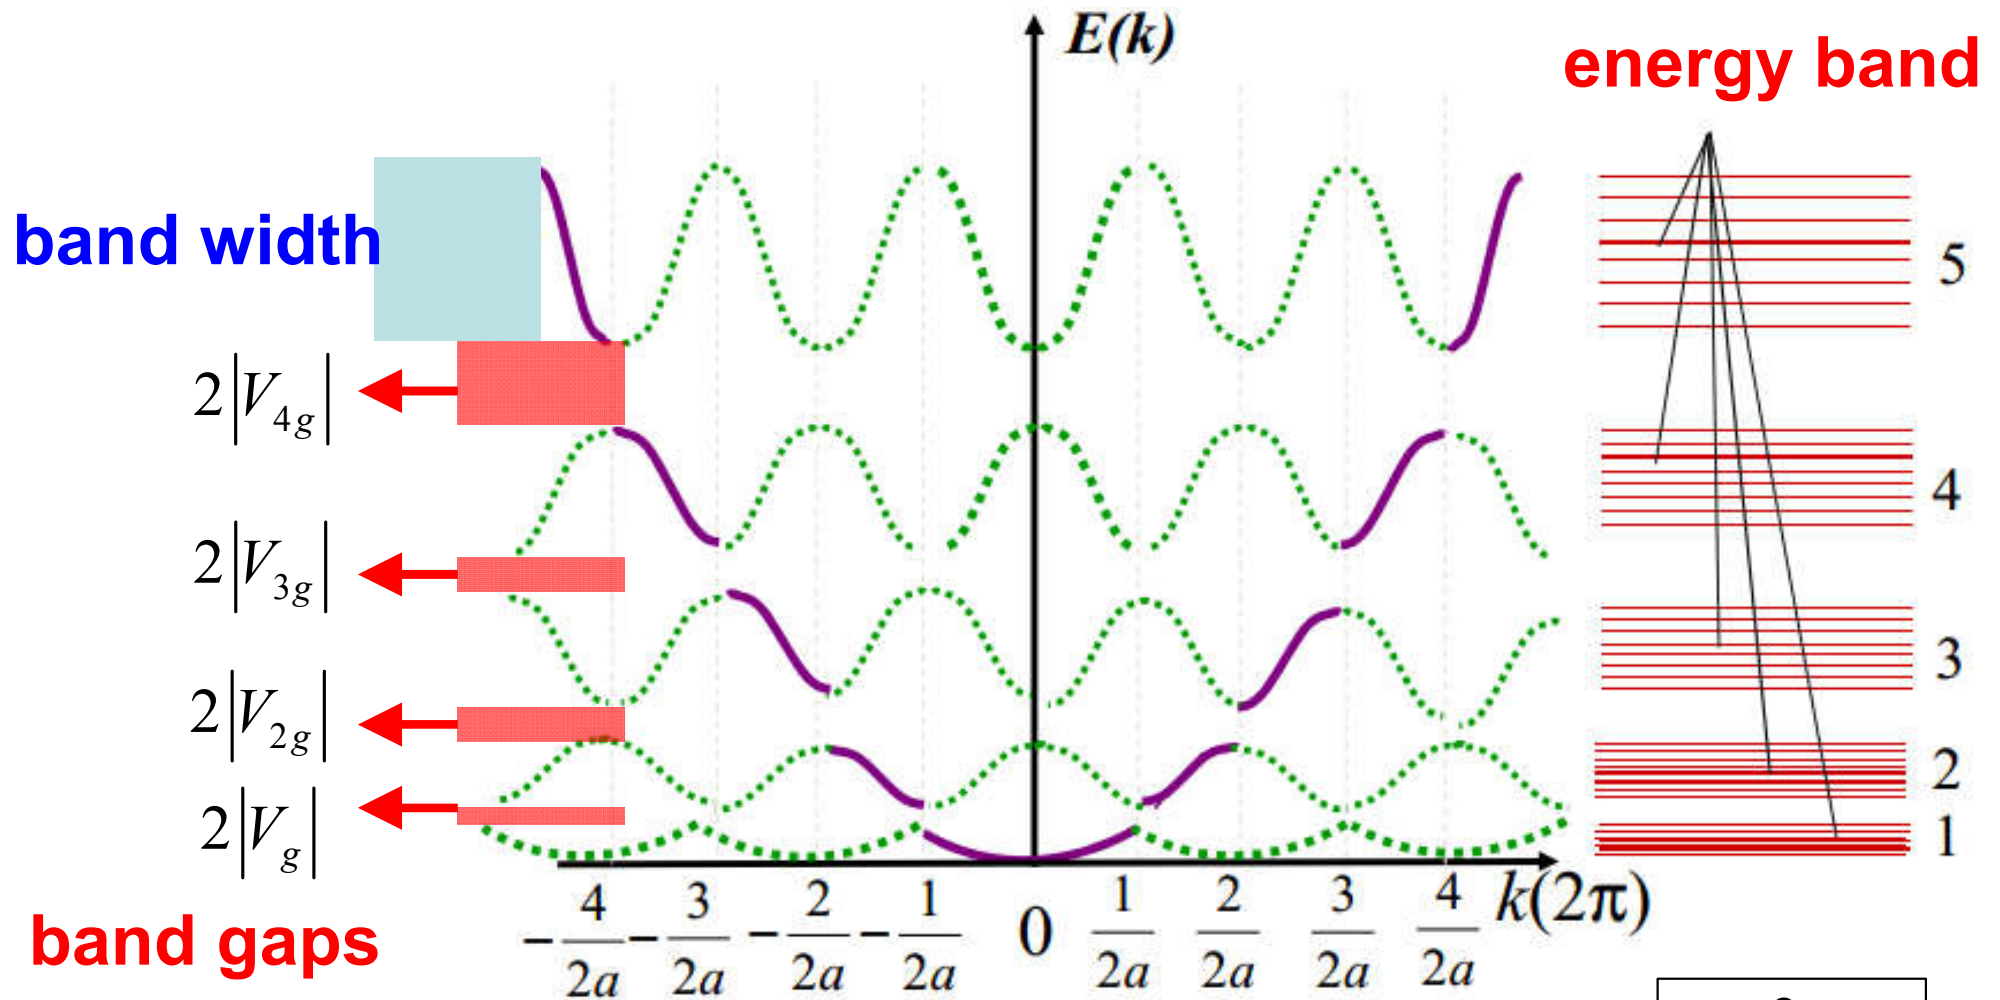 E(k)
energy band
band width
5
2|V4g|
4
2|V3g|
3
2|V2g|
2
2|Vg|
1
band gaps
-4/2a -3/2a -2/2a -1/2a 0 1/2a 2/2a 3/2a 4/2a k(2π)